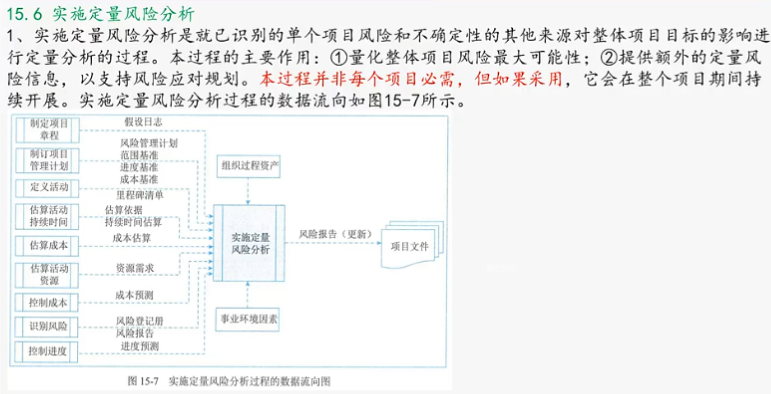 15.6 实施定量风险分析
1、实施定量风险分析是就已识别的单个项目风险和不确定性的其他来源对整体项目目标的影响进
行定量分析的过程。本过程的主要作用：①量化整体项目风险最大可能性；②提供额外的定量风
险信息，以支持风险应对规划。本过程并非每个项目必需，但如果采用，它会在整个项目期间持
续开展。实施定量风险分析过程的数据流向如图15-7所示。
制定项目
章程
假设日志
制订项目
管理计划
风险管理计划
范围基准
进度基准
成本基准
定义活动
里程碑清单
估算活动
持续时间
估算依据
持续时间估算
估算成本
成本估算
估算活动
资源
资源需求
控制成本
成本预测
识别风险
风险登记册
风险报告
控制进度
进度预测
组织过程资产
实施定量
风险分析
事业环境因素
风险报告（更新）
项目文件
图 15-7 实施定量风险分析过程的数据流向图